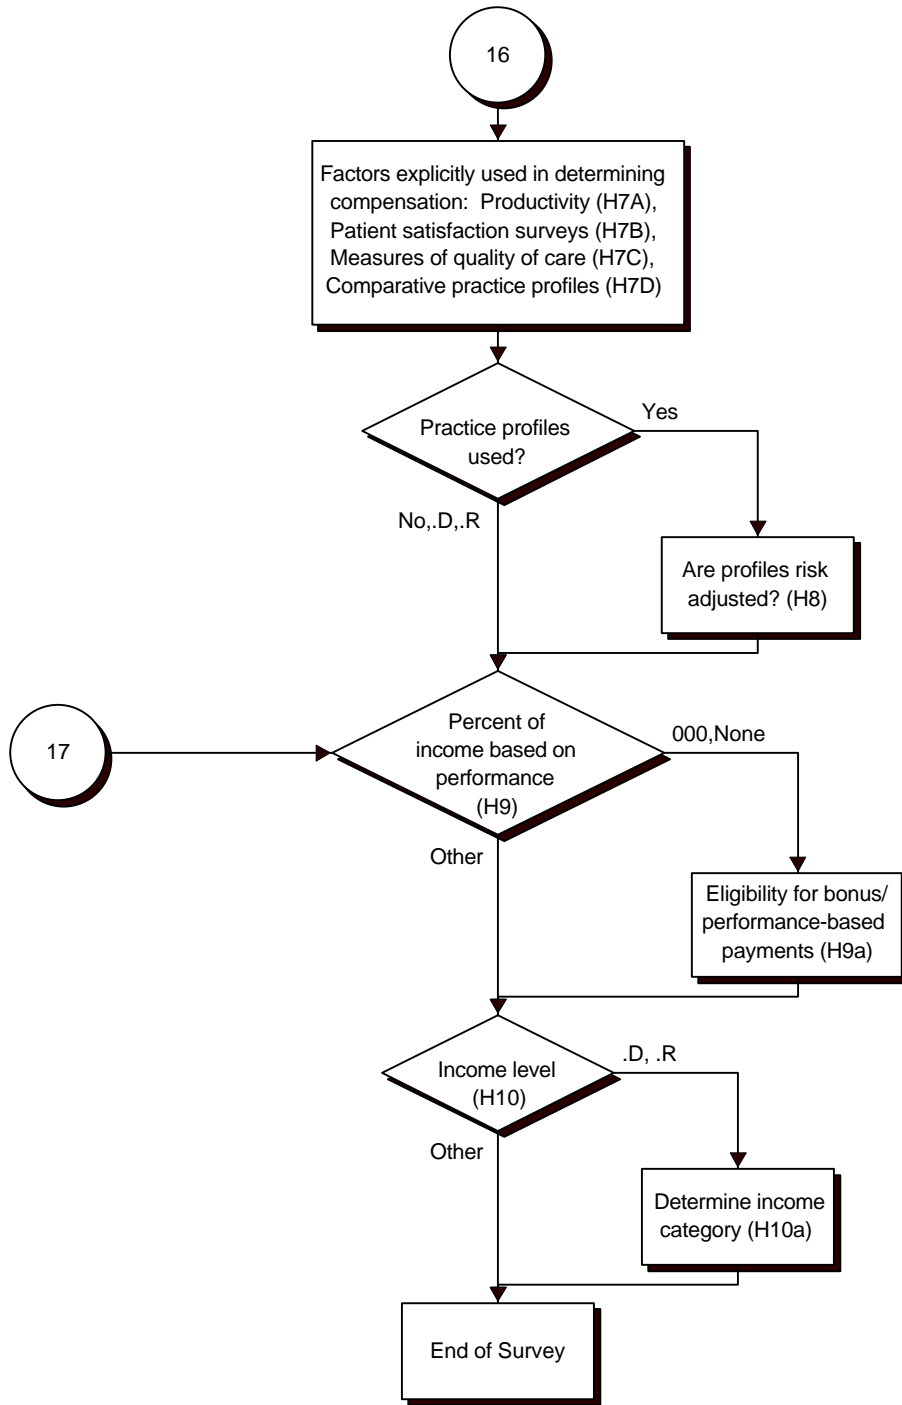 16
Factors explicitly used in determining
compensation: Productivity (H7A),
Patient satisfaction surveys (H7B),
Measures of quality of care (H7C),
Comparative practice profiles (H7D)
Practice profiles
used?
Yes
No,.D,.R
Are profiles risk
adjusted? (H8)
17
Percent of
income based on
performance
(H9)
000,None
Other
Eligibility for bonus/
performance-based
payments (H9a)
Income level
(H10)
.D, .R
Other
Determine income
category (H10a)
End of Survey